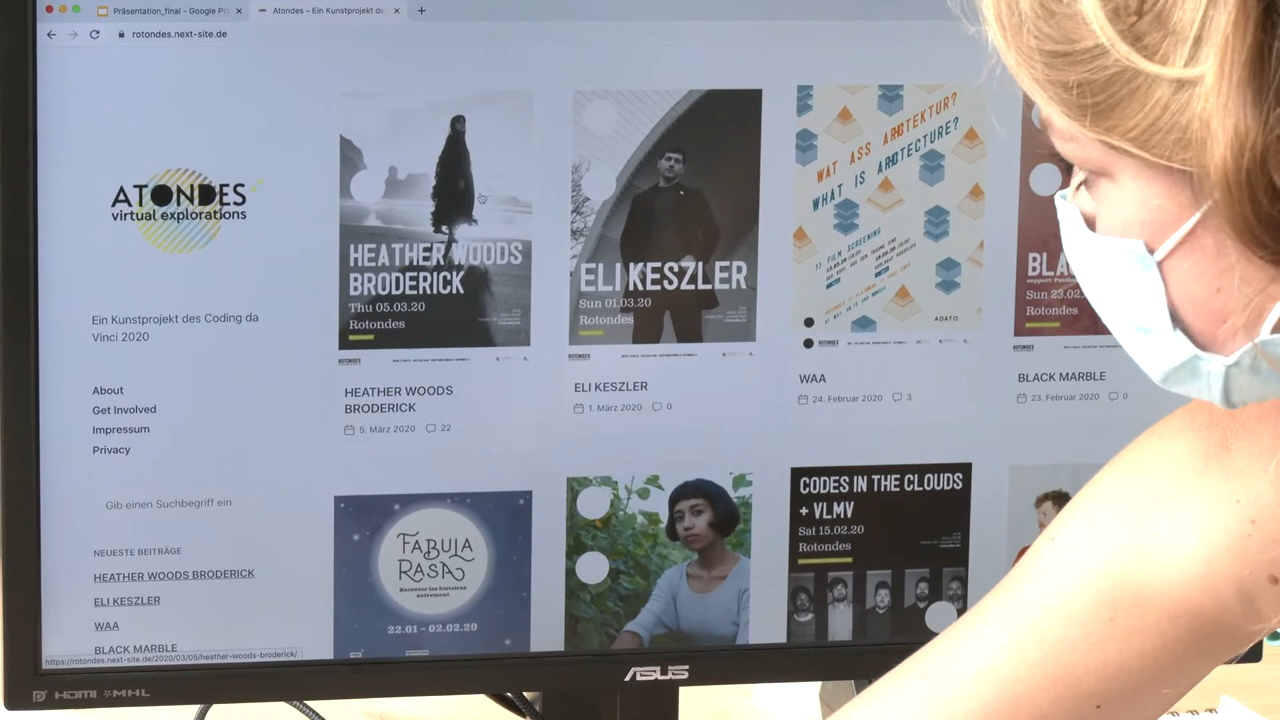 Präsentation_final - Google Prä
Atondes – Ein Kunstprojekt de
rotondes.next-site.de
ATONDES
virtual explorations
Ein Kunstprojekt des Coding da
Vinci 2020
About
Get Involved
Impressum
Privacy
Gib einen Suchbegriff ein
NEUESTE BEITRÄGE
HEATHER WOODS BRODERICK
ELI KESZLER
WAA
BLACK MARBLE
https://rotondes.next-site.de/2020/03/05/heather-woods-broderick/
HEATHER WOODS
BRODERICK
Thu 05.03.20
Rotondes
HEATHER WOODS
BRODERICK
5. März 2020 22
ELI KESZLER
Sun 01.03.20
Rotondes
ELI KESZLER
1. März 2020 0
WAT ASS ARCTEKTUR?
WHAT IS ARCTECTURE?
FILM SCREENING
ADATO
WAA
24. Februar 2020 3
BLA
Sun 23.02.
Rotondes
BLACK MARBLE
23. Februar 2020 0
FABULA
RASA
Raconter les histoires
autrement
22.01 – 02.02.20
CODES IN THE CLOUDS
+ VLMV
Sat 15.02.20
Rotondes
HDMI MHL
ASUS